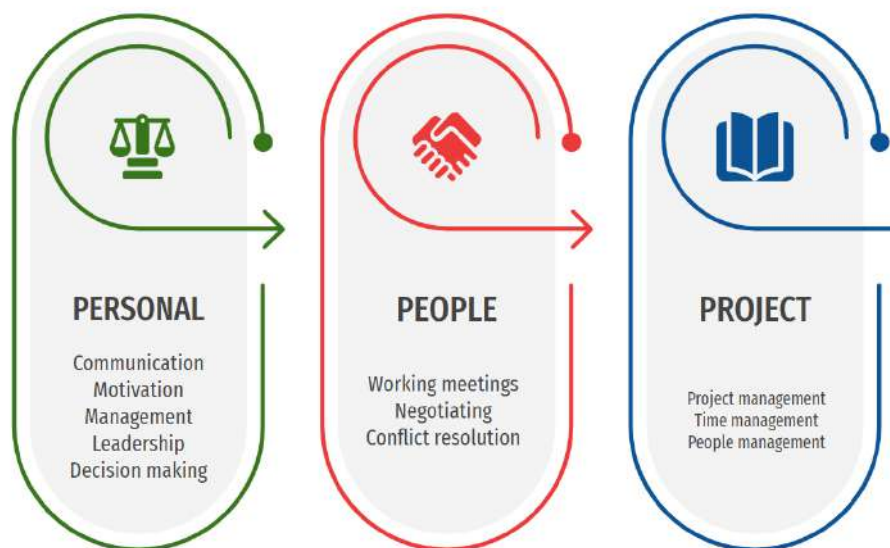 PERSONAL
Communication
Motivation
Management
Leadership
Decision making
PEOPLE
Working meetings
Negotiating
Conflict resolution
PROJECT
Project management
Time management
People management